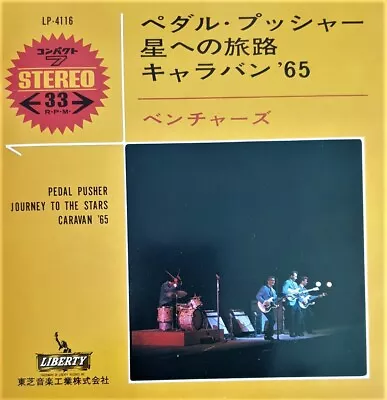 LP-4116
コンパクト
7
STEREO
33
R・P・M・
ペダル・プッシャー
星への旅路
キャラバン '65
ベンチャーズ
PEDAL PUSHER
JOURNEY TO THE STARS
CARAVAN '65
LIBERTY
東芝音楽工業株式会社